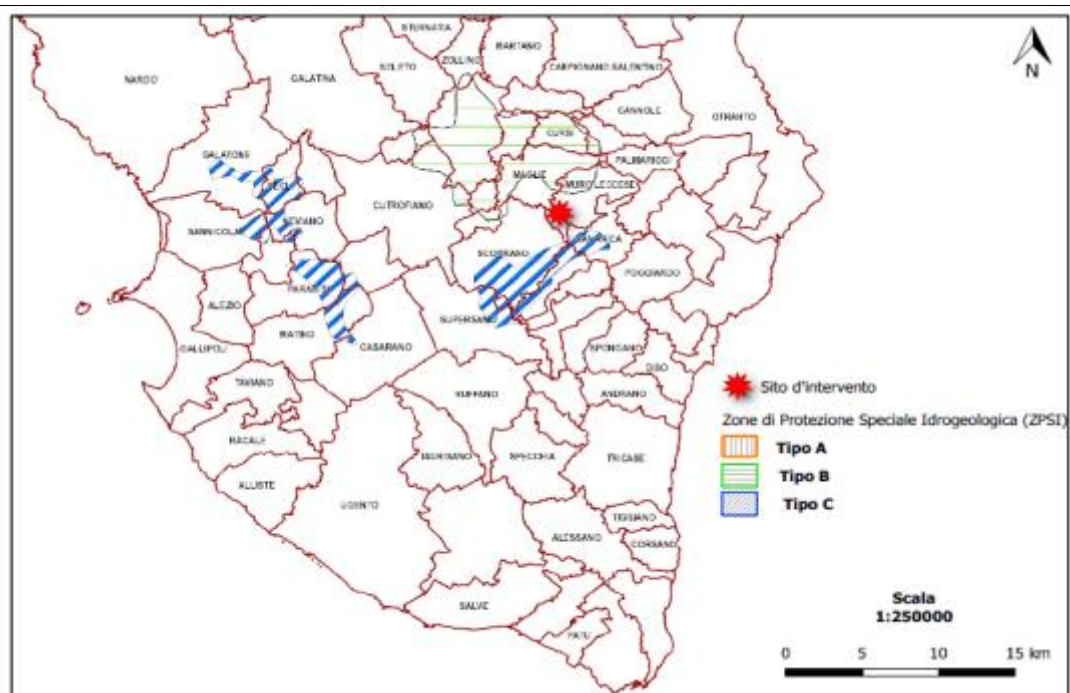 STERNATIA
ZOLLINO
MARTANO
SOLETO
NARDO'
GALATINA
CARPIGNANO SALENTINO
CANNOLE
OTRANTO
CURSI
GALATONE
PALMARIGGI
MAGLIE
MURO LECCESE
CUTROFIANO
NEVIANO
SANNICOLA
SANARICA
SCORRANO
POGGIARDO
PARABITA
ALEZIO
SUPERSANO
MATINO
GALLIPOLI
CASARANO
SPONGANO
DISO
TAVIANO
RUFFANO
ANDRANO
RACALE
TAURISANO
SPECCHIA
TRICASE
ALLISTE
UGENTO
TIGGIANO
ALESSANO
CORSANO
SALVE
PATU'
N
Sito d'intervento
Zone di Protezione Speciale Idrogeologica (ZPSI)
Tipo A
Tipo B
Tipo C
Scala
1:250000
0 5 10 15 km